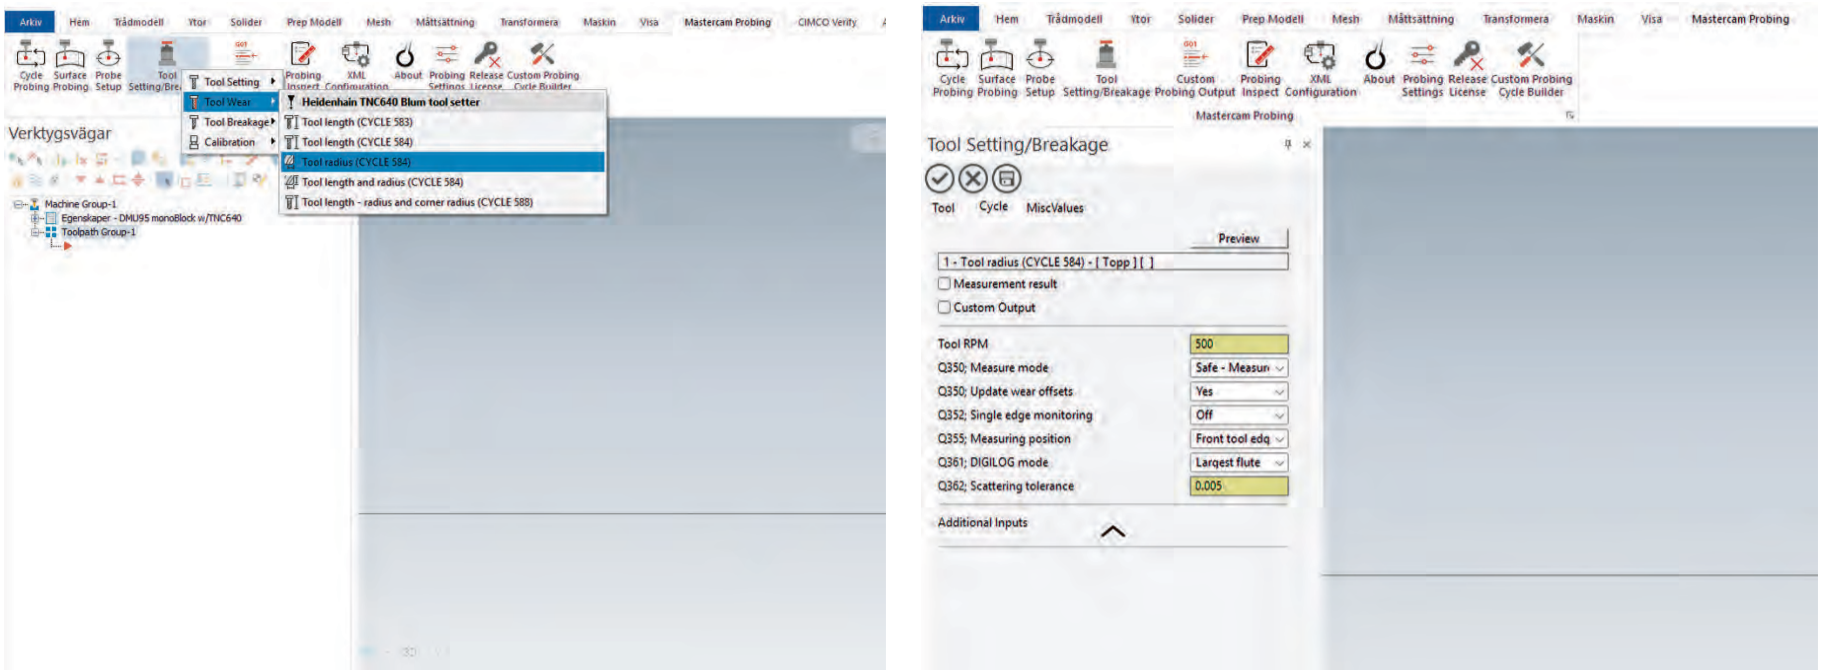 Arkiv Hem Trådmodell Ytor Solider Prep Modell Mesh Måttsättning Transformera Maskin Visa Mastercam Probing CIMCO Verify
Cycle Probing
Surface Probing
Probe Setup
Tool Setting/Brea
G01
Probing Inspect
XML Configuration
About
Probing Settings
Release License
Custom Probing Cycle Builder
Tool Setting
Tool Wear
Tool Breakage
Calibration
Heidenhain TNC640 Blum tool setter
Tool length (CYCLE 583)
Tool length (CYCLE 584)
Tool radius (CYCLE 584)
Tool length and radius (CYCLE 584)
Tool length - radius and corner radius (CYCLE 588)
Verktygsvägar
Machine Group-1
Egenskaper - DMU95 monoBlock w/TNC640
Toolpath Group-1
Arkiv Hem Trådmodell Ytor Solider Prep Modell Mesh Måttsättning Transformera Maskin Visa Mastercam Probing
Cycle Probing
Surface Probing
Probe Setup
Tool Setting/Breakage
G01
Custom Probing Output
Probing Inspect
XML Configuration
About
Probing Settings
Release License
Custom Probing Cycle Builder
Mastercam Probing
Tool Setting/Breakage
Tool Cycle MiscValues
Preview
1 - Tool radius (CYCLE 584) - [ Topp ] [ ]
Measurement result
Custom Output
Tool RPM 500
Q350; Measure mode Safe - Measure
Q350; Update wear offsets Yes
Q352; Single edge monitoring Off
Q355; Measuring position Front tool edg
Q361; DIGILOG mode Largest flute
Q362; Scattering tolerance 0.005
Additional Inputs